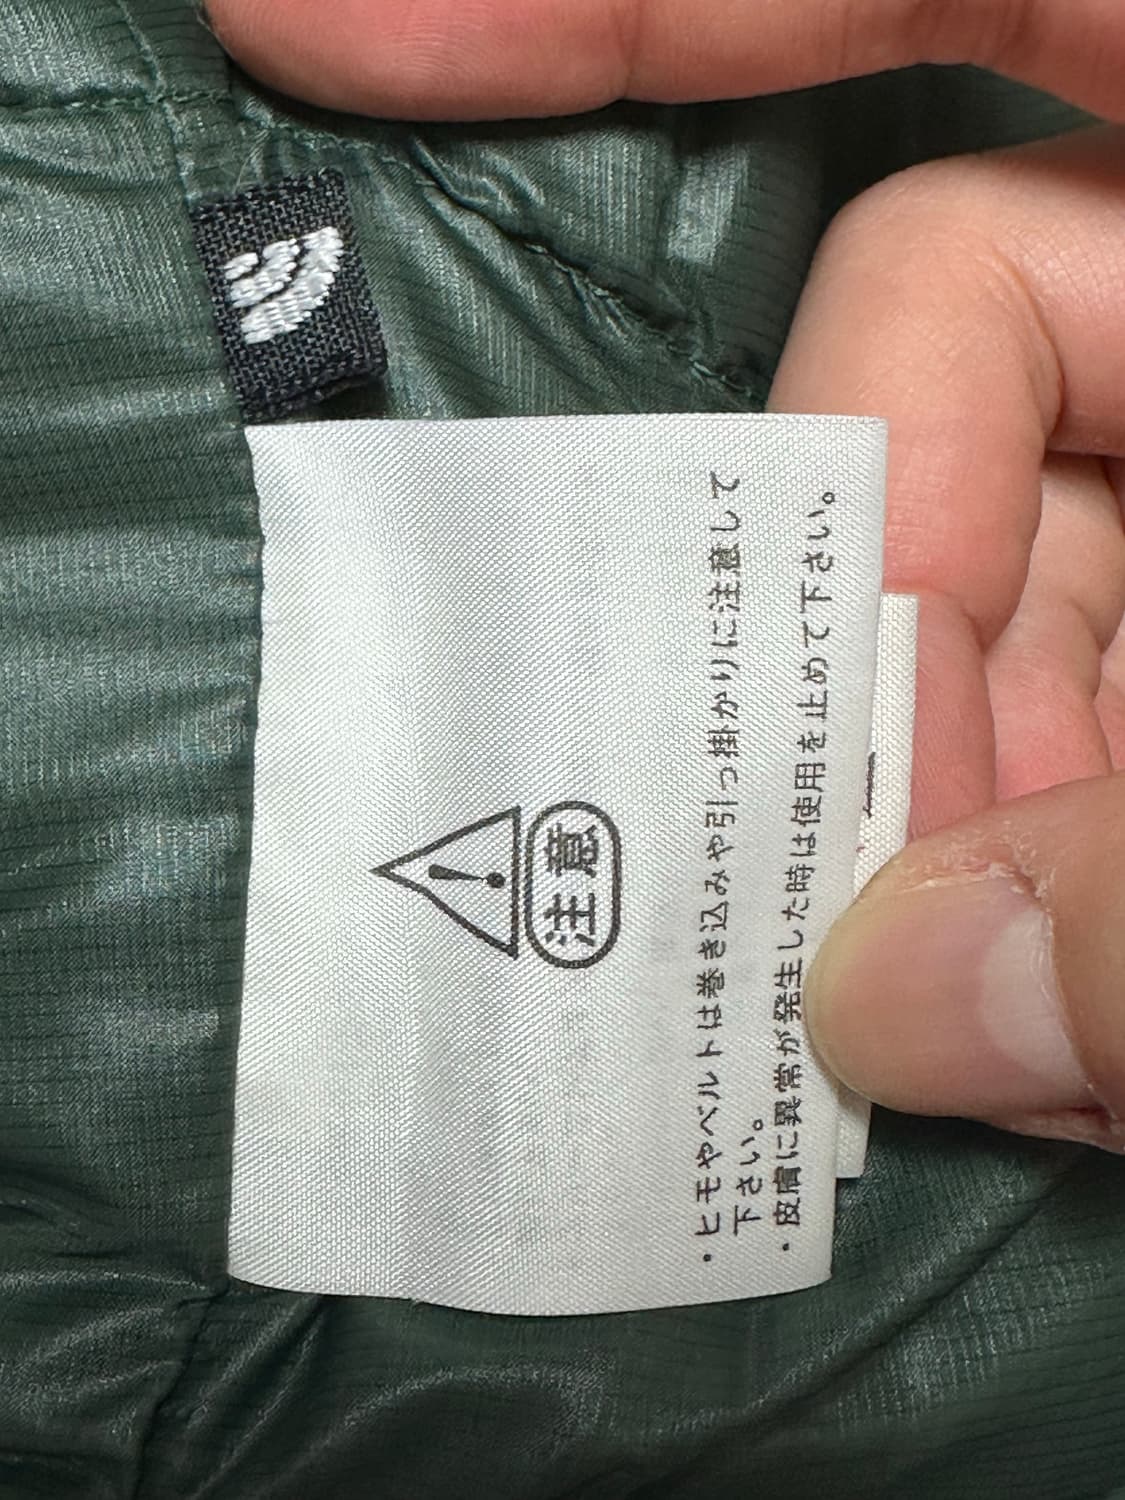 注意
・ヒモやベルトは巻き込みや引っ掛かりに注意して
下さい。
・皮膚に異常が発生した時は使用を止めて下さい。